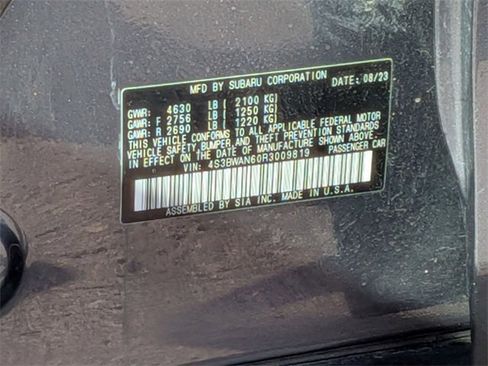 MFD BY SUBARU CORPORATION DATE: 08/23
GVWR: 4630 LB ( 2100 KG)
GAWR: F 2756 LB ( 1250 KG)
GAWR: R 2690 LB ( 1220 KG)
THIS VEHICLE CONFORMS TO ALL APPLICABLE FEDERAL MOTOR
VEHICLE SAFETY, BUMPER, AND THEFT PREVENTION STANDARDS
IN EFFECT ON THE DATE OF MANUFACTURE SHOWN ABOVE.
VIN: 4S3BWAN60R3009819 PASSENGER CAR
ASSEMBLED BY SIA INC. MADE IN U.S.A.